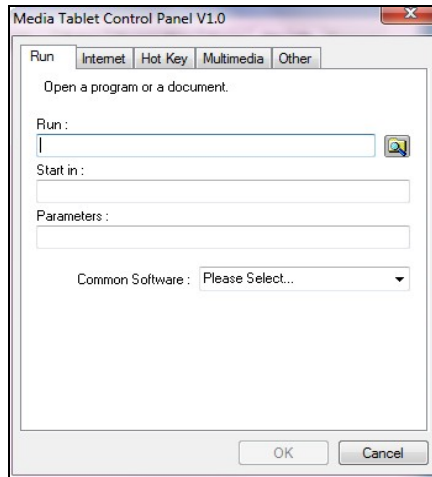 Media Tablet Control Panel V1.0
Run Internet Hot Key Multimedia Other
Open a program or a document.
Run :
Start in :
Parameters :
Common Software : Please Select...
OK Cancel